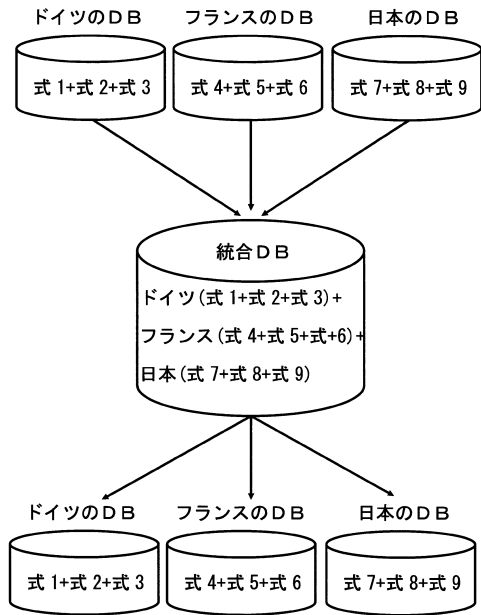 ドイツのＤＢ フランスのＤＢ 日本のＤＢ
式1+式2+式3 式4+式5+式6 式7+式8+式9
統合ＤＢ
ドイツ(式1+式2+式3)+
フランス(式4+式5+式+6)+
日本(式7+式8+式9)
ドイツのＤＢ フランスのＤＢ 日本のＤＢ
式1+式2+式3 式4+式5+式6 式7+式8+式9